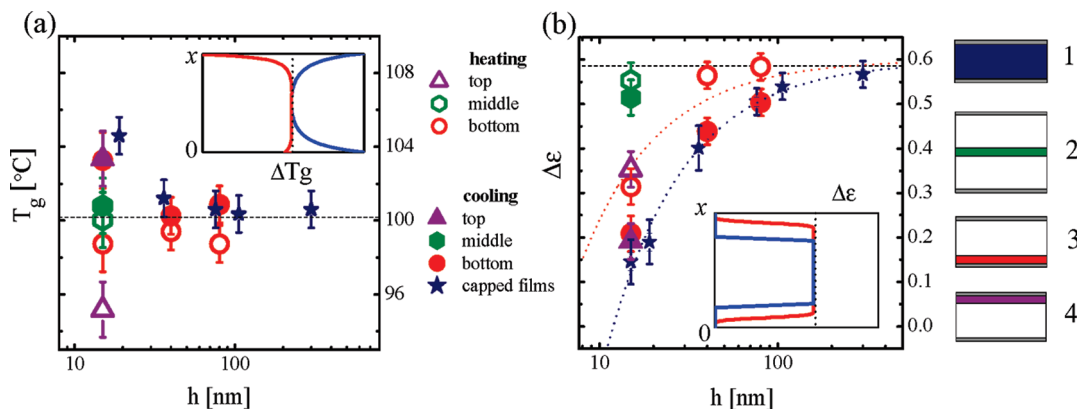 (a)
T_g [°C]
x
ΔTg
108
104
100
96
10
100
h [nm]
heating
top
middle
bottom
cooling
top
middle
bottom
capped films
(b)
Δε
x
0
Δε
0.6
0.5
0.4
0.3
0.2
0.1
0.0
10
100
h [nm]
1
2
3
4